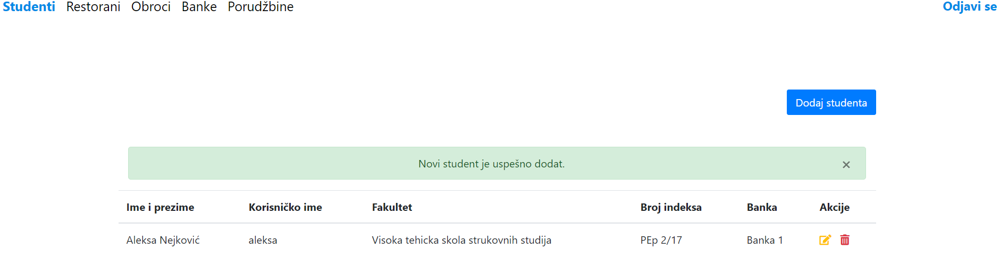 Studenti Restorani Obroci Banke Porudžbine Odjavi se
Dodaj studenta
Novi student je uspešno dodat. ×
Ime i prezime Korisničko ime Fakultet Broj indeksa Banka Akcije
Aleksa Nejković aleksa Visoka tehicka skola strukovnih studija PEp 2/17 Banka 1